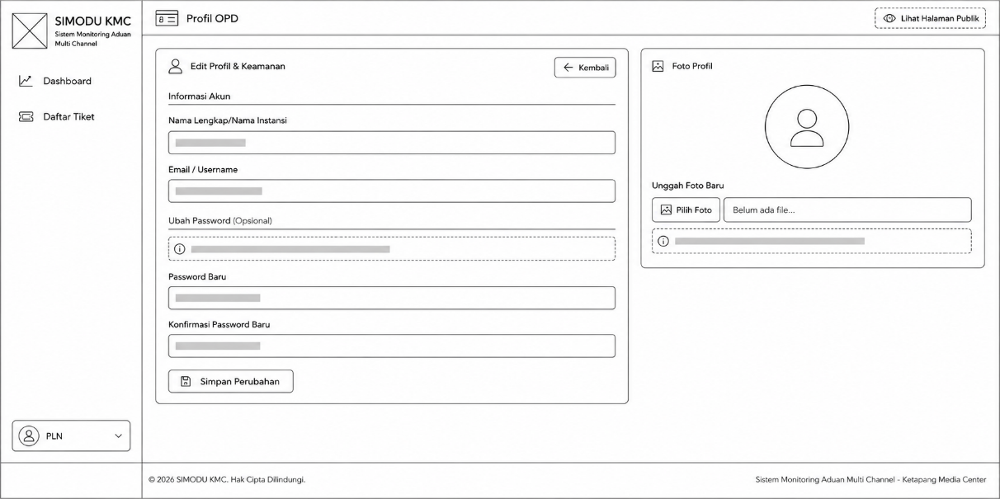 SIMODU KMC
Sistem Monitoring Aduan
Multi Channel
Dashboard
Daftar Tiket
PLN
Profil OPD
Lihat Halaman Publik
Edit Profil & Keamanan
Kembali
Informasi Akun
Nama Lengkap/Nama Instansi
Email / Username
Ubah Password (Opsional)
Password Baru
Konfirmasi Password Baru
Simpan Perubahan
Foto Profil
Unggah Foto Baru
Pilih Foto
Belum ada file...
© 2026 SIMODU KMC. Hak Cipta Dilindungi.
Sistem Monitoring Aduan Multi Channel - Ketapang Media Center